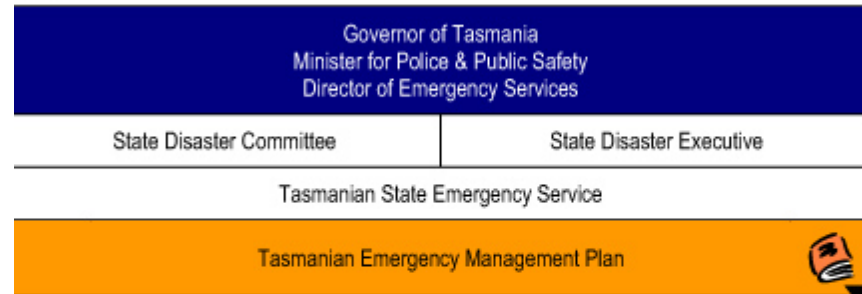 Governor of Tasmania
Minister for Police & Public Safety
Director of Emergency Services
State Disaster Committee
State Disaster Executive
Tasmanian State Emergency Service
Tasmanian Emergency Management Plan